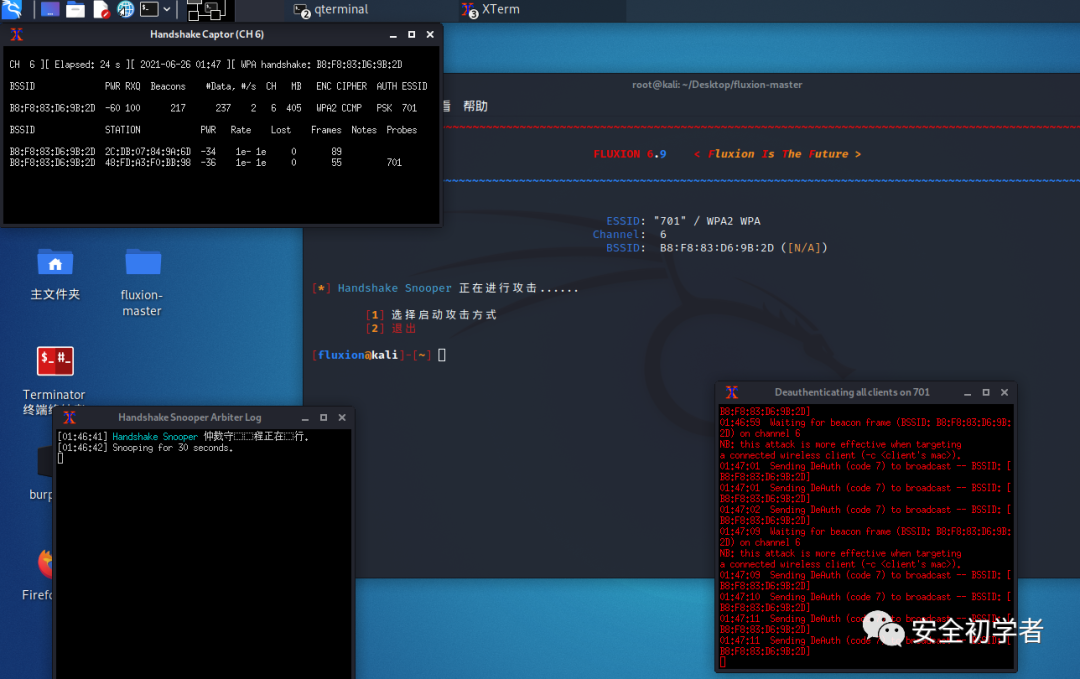 qterminal
XTerm
Handshake Captor (CH 6)
CH 6 ][ Elapsed: 24 s ][ 2021-06-26 01:47 ][ WPA handshake: B8:F8:83:D6:9B:2D
BSSID PWR RXQ Beacons #Data, #/s CH MB ENC CIPHER AUTH ESSID
B8:F8:83:D6:9B:2D -60 100 217 237 2 6 405 WPA2 CCMP PSK 701
BSSID STATION PWR Rate Lost Frames Notes Probes
B8:F8:83:D6:9B:2D 2C:DB:07:84:9A:6D -34 1e- 1e 0 89
B8:F8:83:D6:9B:2D 48:FD:A3:F0:BB:98 -36 1e- 1e 0 55 701
root@kali: ~/Desktop/fluxion-master
帮助
FLUXION 6.9 < Fluxion Is The Future >
ESSID: "701" / WPA2 WPA
Channel: 6
BSSID: B8:F8:83:D6:9B:2D ([N/A])
[*] Handshake Snooper 正在进行攻击......
[1] 选择启动攻击方式
[2] 退出
[fluxion@kali]-[~]
主文件夹
fluxion-
master
Terminator
终端
burp
Firefo
Handshake Snooper Arbiter Log
[01:46:41] Handshake Snooper 程正在 行.
[01:46:42] Snooping for 30 seconds.
Deauthenticating all clients on 701
B8:F8:83:D6:9B:2D]
01:46:58 Waiting for beacon frame (BSSID: B8:F8:83:D6:9B:
2D) on channel 6
NB: this attack is more effective when targeting
a connected wireless client (-c <client's mac>).
01:47:01 Sending DeAuth (code 7) to broadcast -- BSSID: [
B8:F8:83:D6:9B:2D]
01:47:01 Sending DeAuth (code 7) to broadcast -- BSSID: [
B8:F8:83:D6:9B:2D]
01:47:02 Sending DeAuth (code 7) to broadcast -- BSSID: [
B8:F8:83:D6:9B:2D]
01:47:09 Waiting for beacon frame (BSSID: B8:F8:83:D6:9B:
2D) on channel 6
NB: this attack is more effective when targeting
a connected wireless client (-c <client's mac>).
01:47:09 Sending DeAuth (code 7) to broadcast -- BSSID: [
B8:F8:83:D6:9B:2D]
01:47:10 Sending DeAuth (code 7) to broadcast -- BSSID: [
B8:F8:83:D6:9B:2D]
01:47:11 Sending DeAuth (code 7) to broadcast -- BSSID: [
B8:F8:83:D6:9B:2D]
01:47:11 Sending DeAuth (code 7) to broadcast -- BSSID: [
B8:F8:83:D6:9B:2D]
安全初学者